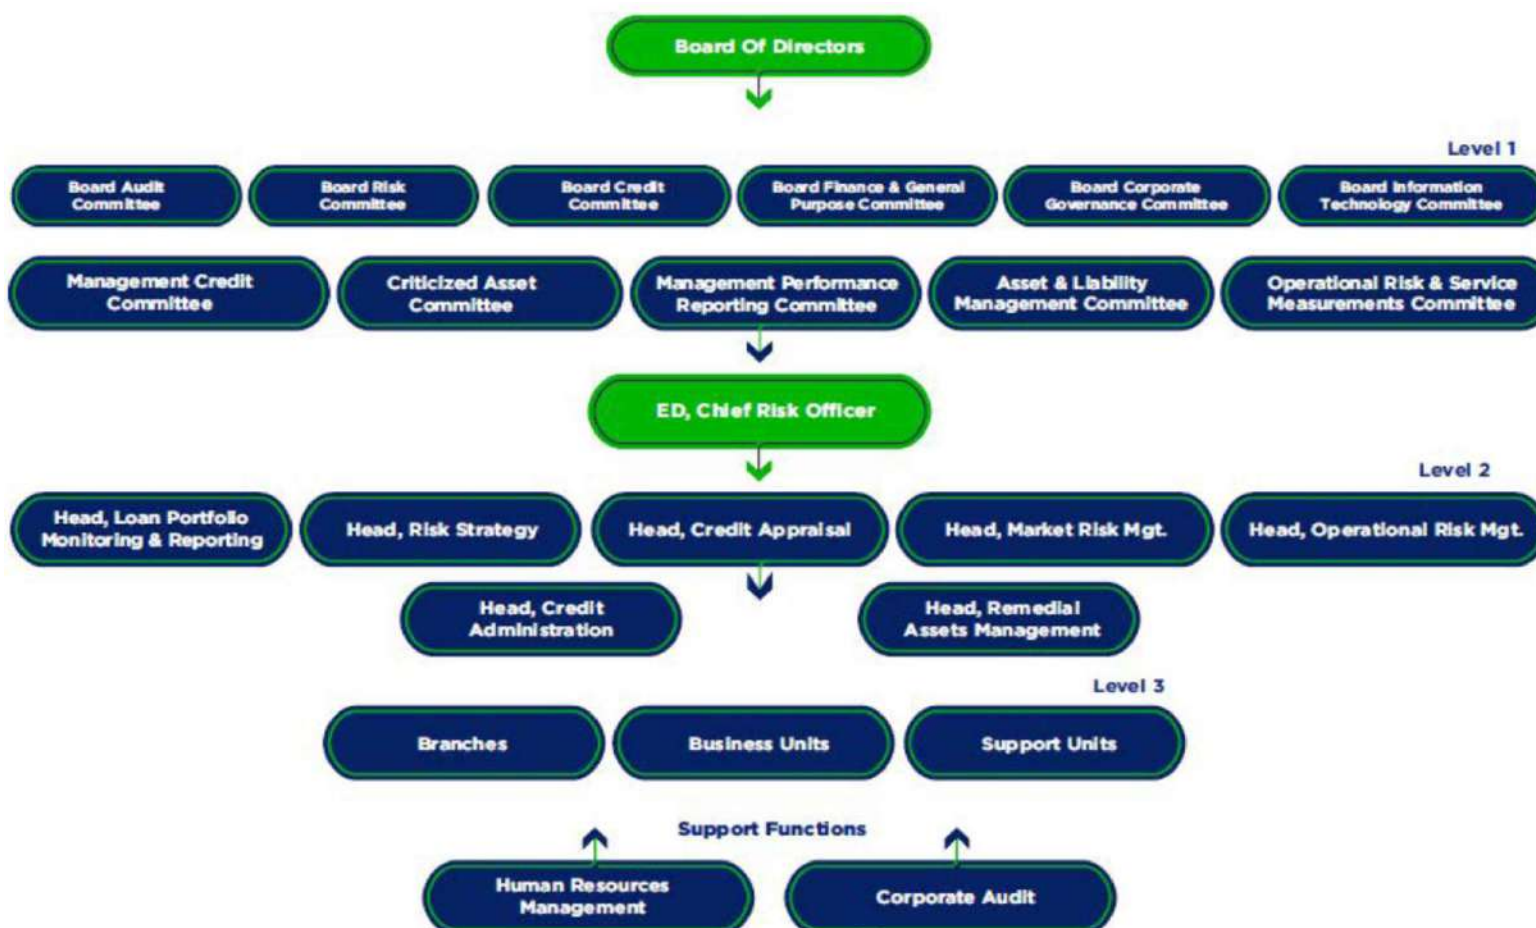 Board Of Directors
Level 1
Board Audit
Committee
Board Risk
Committee
Board Credit
Committee
Board Finance & General
Purpose Committee
Board Corporate
Governance Committee
Board Information
Technology Committee
Management Credit
Committee
Criticized Asset
Committee
Management Performance
Reporting Committee
Asset & Liability
Management Committee
Operational Risk & Service
Measurements Committee
ED, Chief Risk Officer
Level 2
Head, Loan Portfolio
Monitoring & Reporting
Head, Risk Strategy
Head, Credit Appraisal
Head, Market Risk Mgt.
Head, Operational Risk Mgt.
Head, Credit
Administration
Head, Remedial
Assets Management
Level 3
Branches
Business Units
Support Units
Support Functions
Human Resources
Management
Corporate Audit